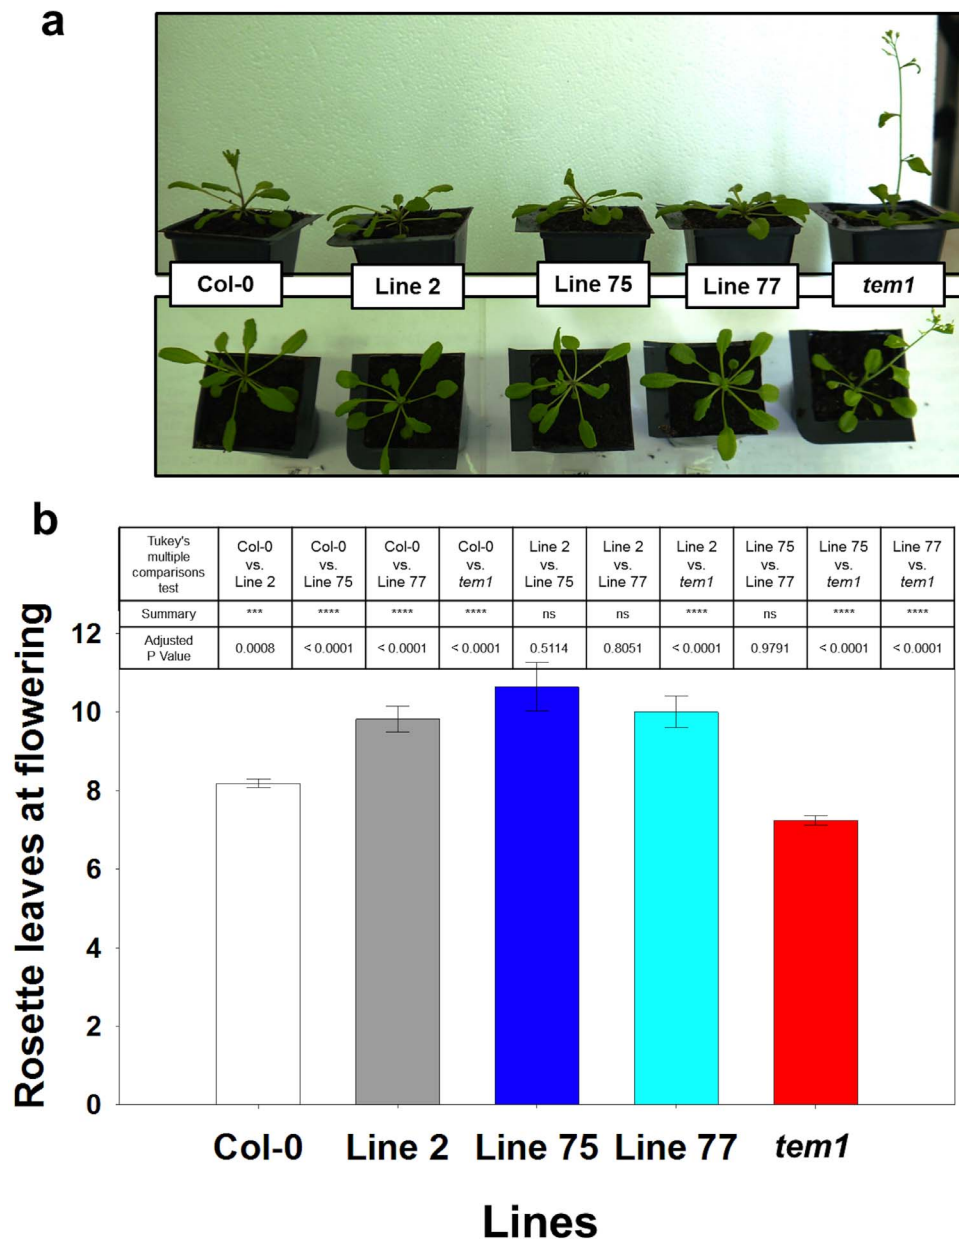 a
Col-0
Line 2
Line 75
Line 77
tem1
b
Tukey's multiple comparisons test
Col-0 vs. Line 2
Col-0 vs. Line 75
Col-0 vs. Line 77
Col-0 vs. tem1
Line 2 vs. Line 75
Line 2 vs. Line 77
Line 2 vs. tem1
Line 75 vs. Line 77
Line 75 vs. tem1
Line 77 vs. tem1
Summary *** **** **** **** ns ns **** ns **** ****
Adjusted P Value 0.0008 < 0.0001 < 0.0001 < 0.0001 0.5114 0.8051 < 0.0001 0.9791 < 0.0001 < 0.0001
Rosette leaves at flowering
12
10
8
6
4
2
0
Col-0 Line 2 Line 75 Line 77 tem1
Lines